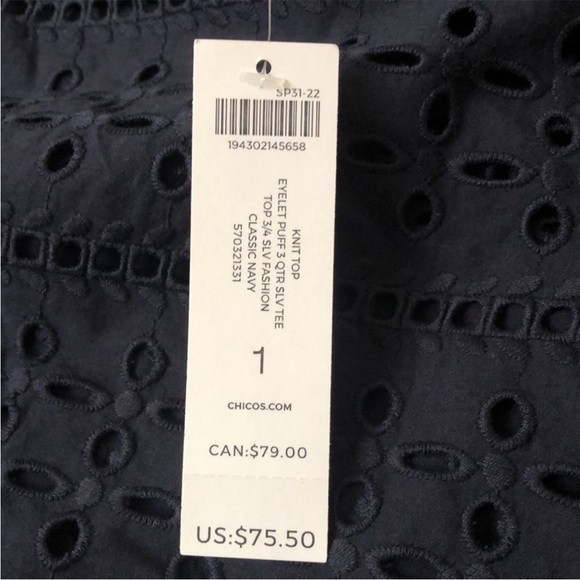 SP31-22
194302145658
KNIT TOP
EYELET PUFF 3 QTR SLV TEE
TOP 3/4 SLV FASHION
CLASSIC NAVY
570321331
1
CHICOS.COM
CAN:$79.00
US:$75.50